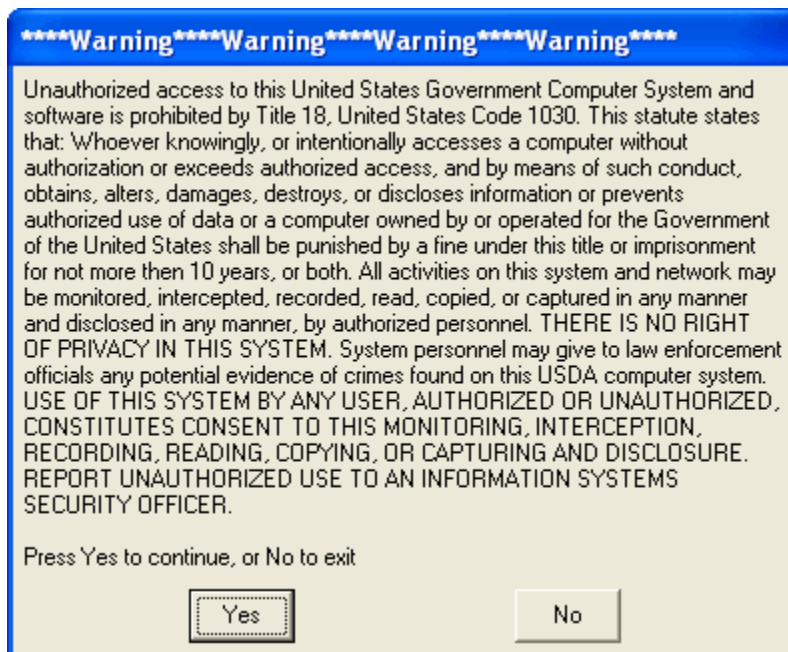 ****Warning****Warning****Warning****Warning****
Unauthorized access to this United States Government Computer System and
software is prohibited by Title 18, United States Code 1030. This statute states
that: Whoever knowingly, or intentionally accesses a computer without
authorization or exceeds authorized access, and by means of such conduct,
obtains, alters, damages, destroys, or discloses information or prevents
authorized use of data or a computer owned by or operated for the Government
of the United States shall be punished by a fine under this title or imprisonment
for not more then 10 years, or both. All activities on this system and network may
be monitored, intercepted, recorded, read, copied, or captured in any manner
and disclosed in any manner, by authorized personnel. THERE IS NO RIGHT
OF PRIVACY IN THIS SYSTEM. System personnel may give to law enforcement
officials any potential evidence of crimes found on this USDA computer system.
USE OF THIS SYSTEM BY ANY USER, AUTHORIZED OR UNAUTHORIZED,
CONSTITUTES CONSENT TO THIS MONITORING, INTERCEPTION,
RECORDING, READING, COPYING, OR CAPTURING AND DISCLOSURE.
REPORT UNAUTHORIZED USE TO AN INFORMATION SYSTEMS
SECURITY OFFICER.
Press Yes to continue, or No to exit
Yes No